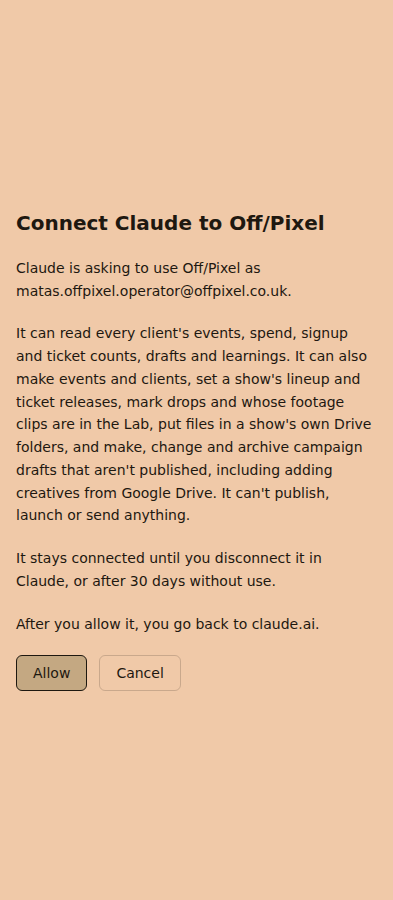 Connect Claude to Off/Pixel
Claude is asking to use Off/Pixel as
matas.offpixel.operator@offpixel.co.uk.
It can read every client's events, spend, signup
and ticket counts, drafts and learnings. It can also
make events and clients, set a show's lineup and
ticket releases, mark drops and whose footage
clips are in the Lab, put files in a show's own Drive
folders, and make, change and archive campaign
drafts that aren't published, including adding
creatives from Google Drive. It can't publish,
launch or send anything.
It stays connected until you disconnect it in
Claude, or after 30 days without use.
After you allow it, you go back to claude.ai.
Allow
Cancel